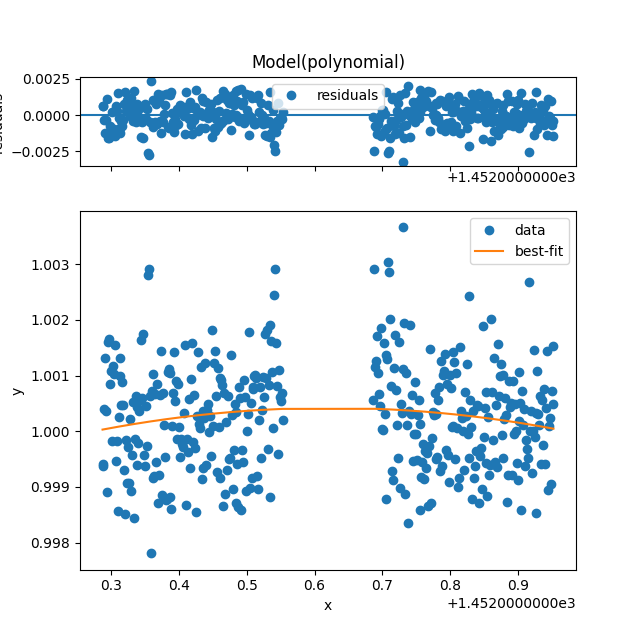 Model(polynomial)
0.0025
0.0000
−0.0025
residuals
+1.4520000000e3
1.003
1.002
1.001
1.000
0.999
0.998
y
data
best-fit
0.3 0.4 0.5 0.6 0.7 0.8 0.9
x
+1.4520000000e3